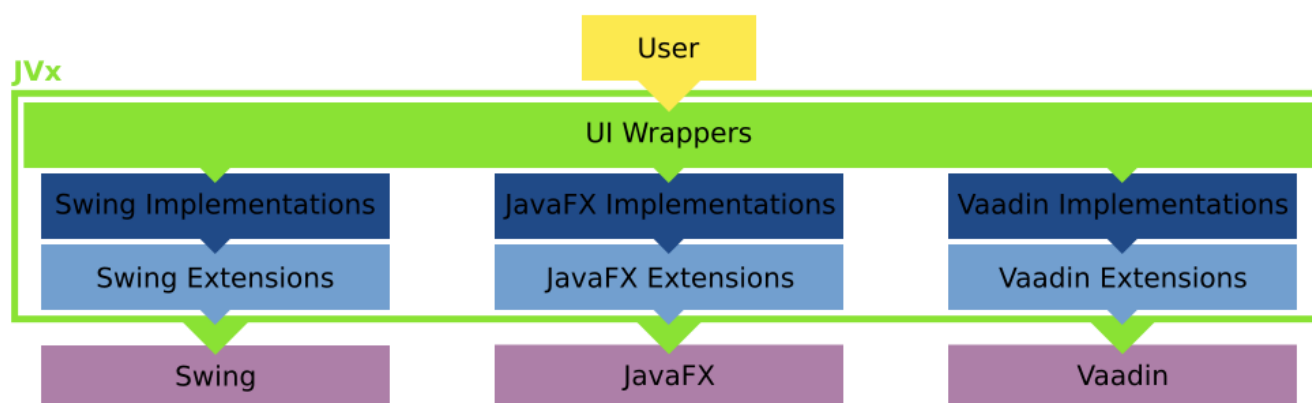 User
JVx
UI Wrappers
Swing Implementations
JavaFX Implementations
Vaadin Implementations
Swing Extensions
JavaFX Extensions
Vaadin Extensions
Swing
JavaFX
Vaadin